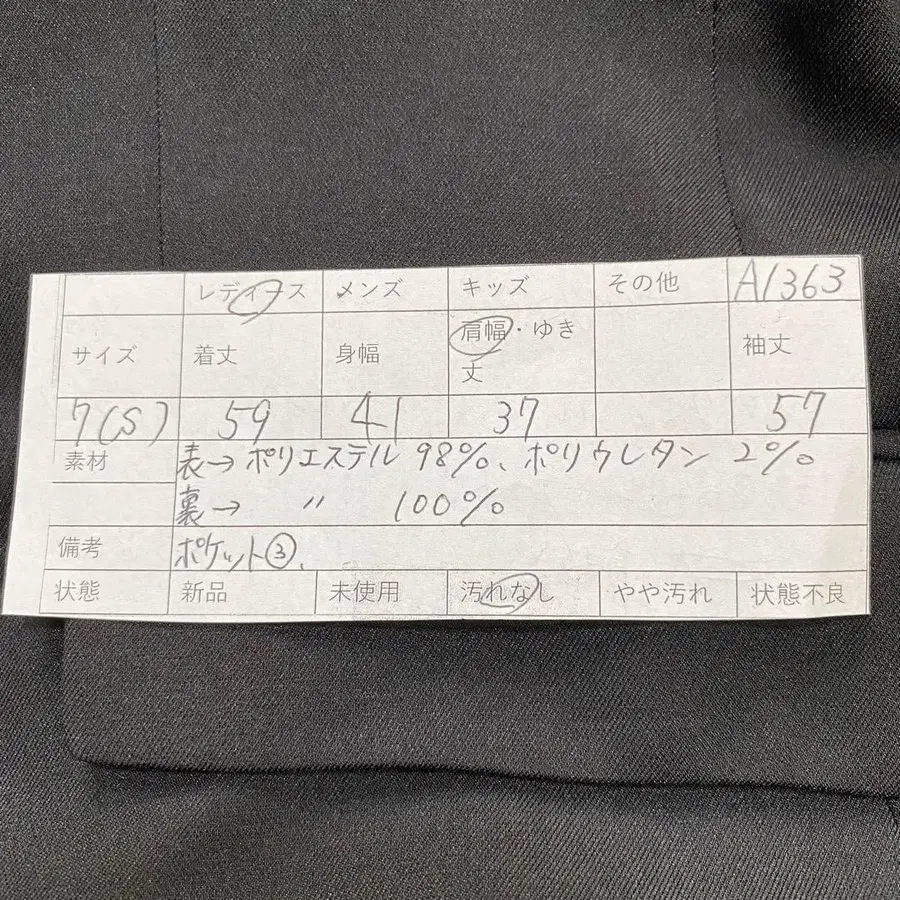 レディース メンズ キッズ その他 A1363
サイズ 着丈 身幅 肩幅・ゆき丈 袖丈
7(S) 59 41 37 57
素材 表→ポリエステル 98%、ポリウレタン 2%
裏→ 〃 100%
備考 ポケット③、
状態 新品 未使用 汚れなし やや汚れ 状態不良